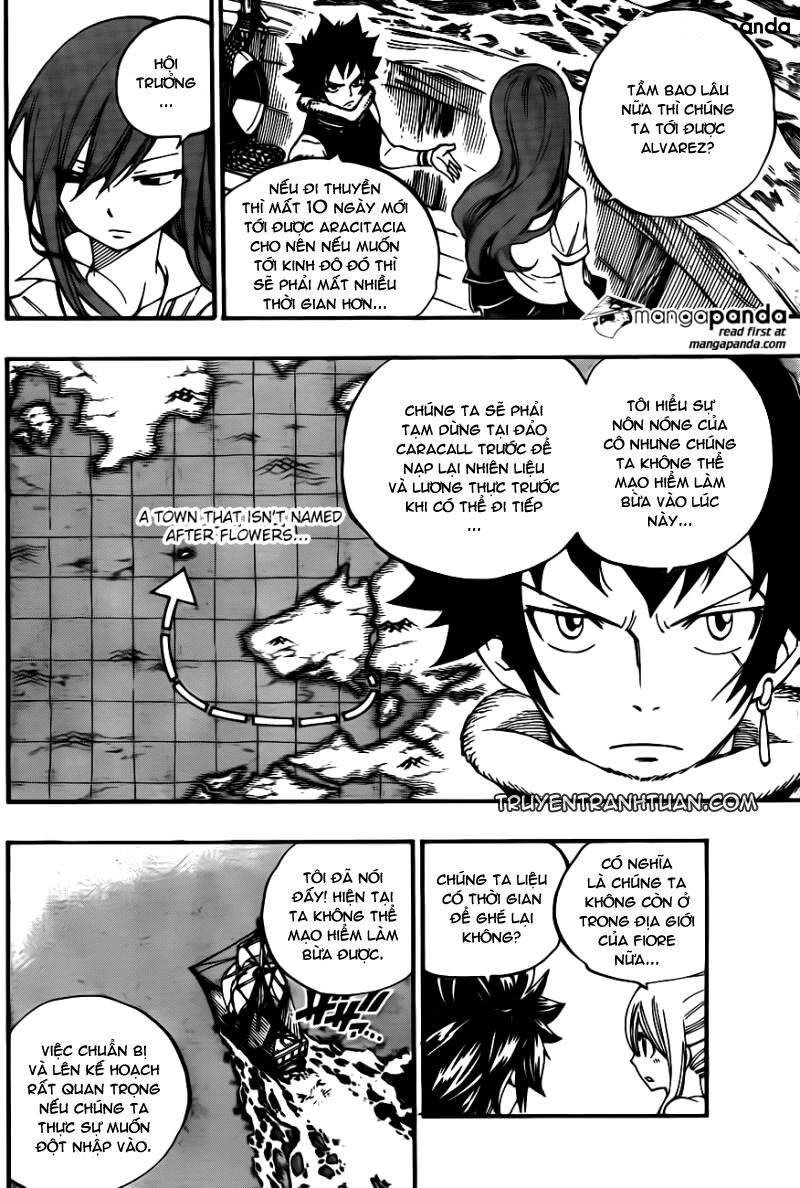 anda
TẦM BAO LÂU
NỮA THÌ CHÚNG
TA TỚI ĐƯỢC
ALVAREZ?
NẾU ĐI THUYỀN
THÌ MẤT 10 NGÀY MỚI
TỚI ĐƯỢC ARACITACIA
CHO NÊN NẾU MUỐN
TỚI KINH ĐÔ ĐÓ THÌ
SẼ PHẢI MẤT NHIỀU
THỜI GIAN HƠN...
HỘI
TRƯỞNG
...
mangapanda
read first at
mangapanda.com
TÔI HIỂU SỰ
NÔN NÓNG CỦA
CÔ NHƯNG CHÚNG
TA KHÔNG THỂ
MẠO HIỂM LÀM
BỪA VÀO LÚC
NÀY...
CHÚNG TA SẼ PHẢI
TẠM DỪNG TẠI ĐẢO
CARACALL TRƯỚC ĐỂ
NẠP LẠI NHIÊN LIỆU
VÀ LƯƠNG THỰC TRƯỚC
KHI CÓ THỂ ĐI TIẾP
...
A TOWN THAT ISN'T NAMED
AFTER FLOWERS...
TRUYENTRANHTUAN.COM
CÓ NGHĨA
LÀ CHÚNG TA
KHÔNG CÒN Ở
TRONG ĐỊA GIỚI
CỦA FIORE
NỮA...
CHÚNG TA LIỆU
CÓ THỜI GIAN
ĐỂ GHÉ LẠI
KHÔNG?
TÔI ĐÃ NÓI
ĐẤY! HIỆN TẠI
TA KHÔNG THỂ
MẠO HIỂM LÀM
BỪA ĐƯỢC.
VIỆC CHUẨN BỊ
VÀ LÊN KẾ HOẠCH
RẤT QUAN TRỌNG
NẾU CHÚNG TA
THỰC SỰ MUỐN
ĐỘT NHẬP VÀO.